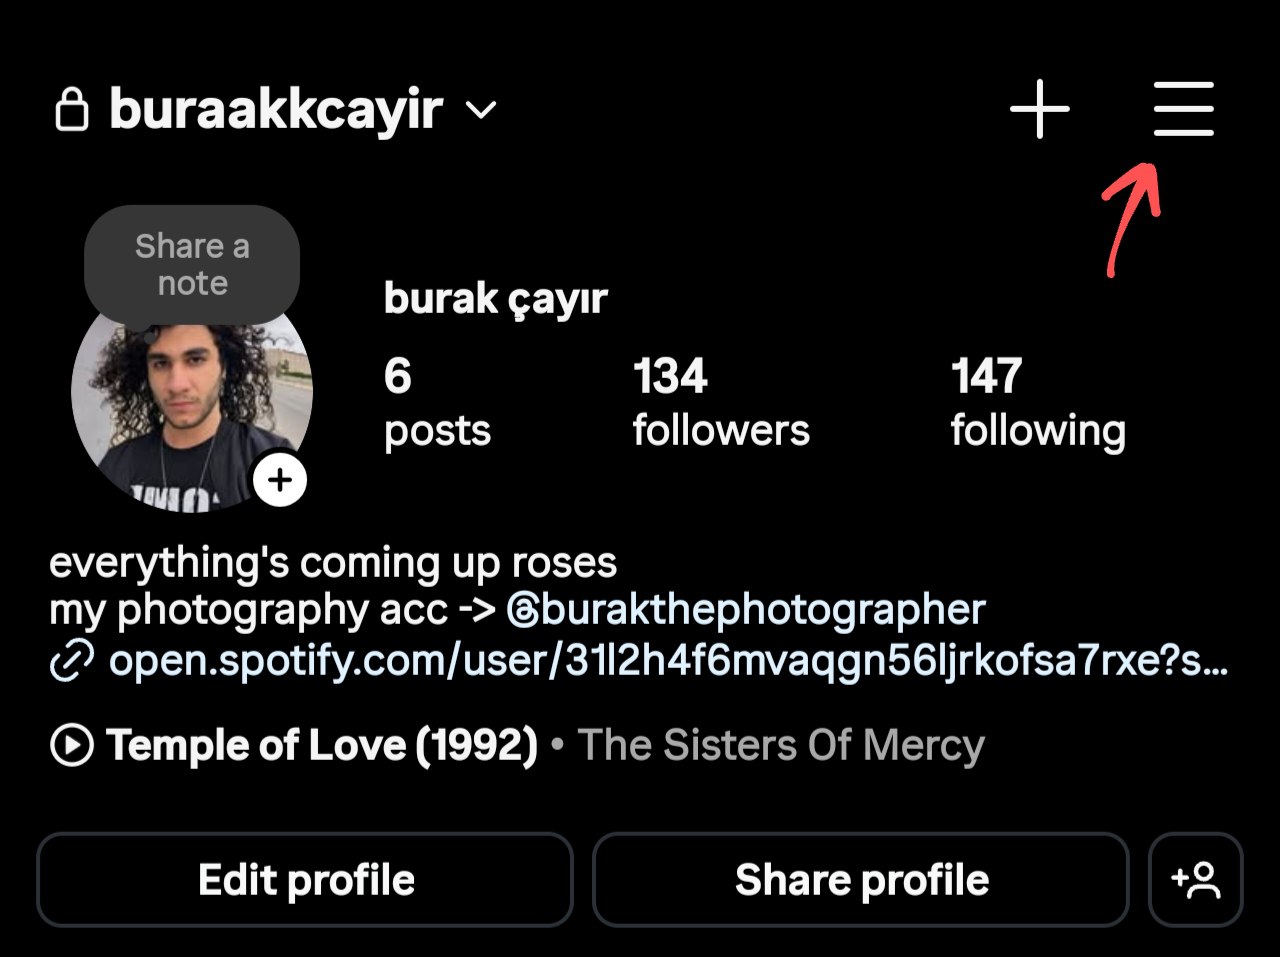 buraakkcayir
Share a
note
burak çayır
6
134
147
posts
followers
following
everything's coming up roses
my photography acc -> @burakthephotographer
open.spotify.com/user/31l2h4f6mvaqgn56ljrkofsa7rxe?s...
Temple of Love (1992) • The Sisters Of Mercy
Edit profile
Share profile